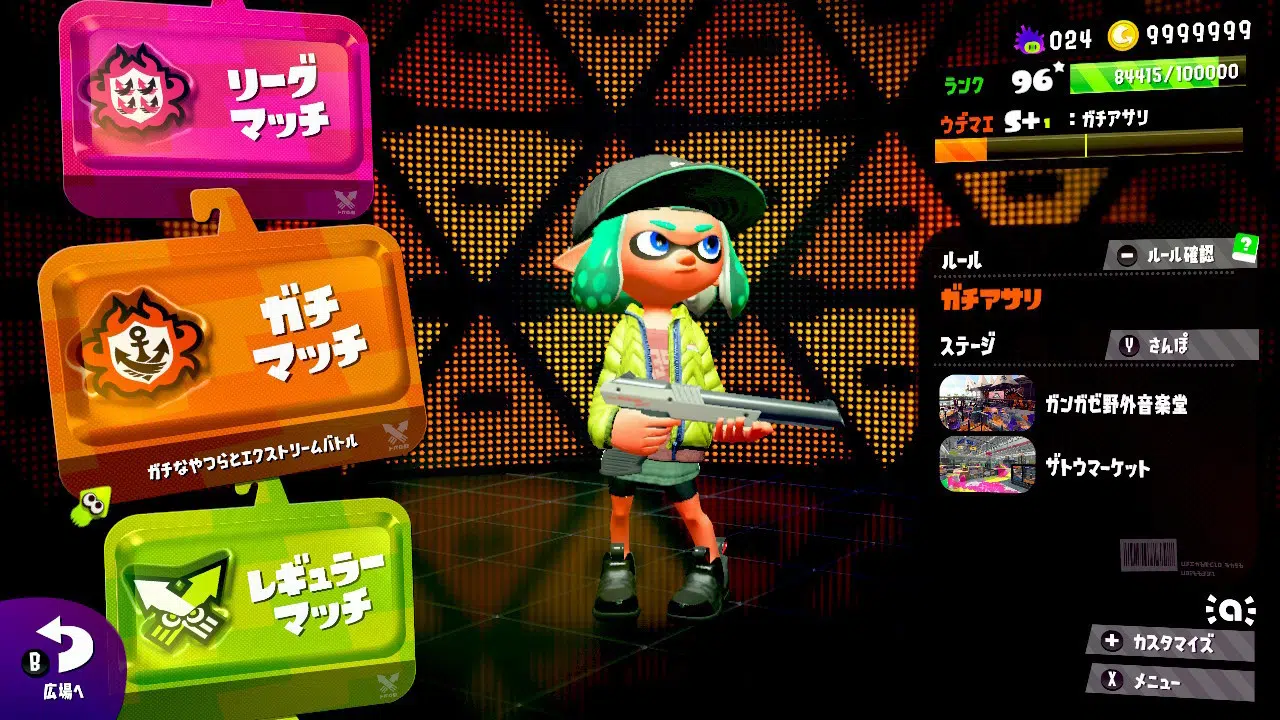 リーグ
マッチ
ガチ
マッチ
ガチなやつらとエクストリームバトル
レギュラー
マッチ
B
広場へ
024 9999999
ランク 96★ 84415/100000
ウデマエ S+1 : ガチアサリ
ルール － ルール確認 ?
ガチアサリ
ステージ Y さんぽ
ガンガゼ野外音楽堂
ザトウマーケット
+ カスタマイズ
X メニュー